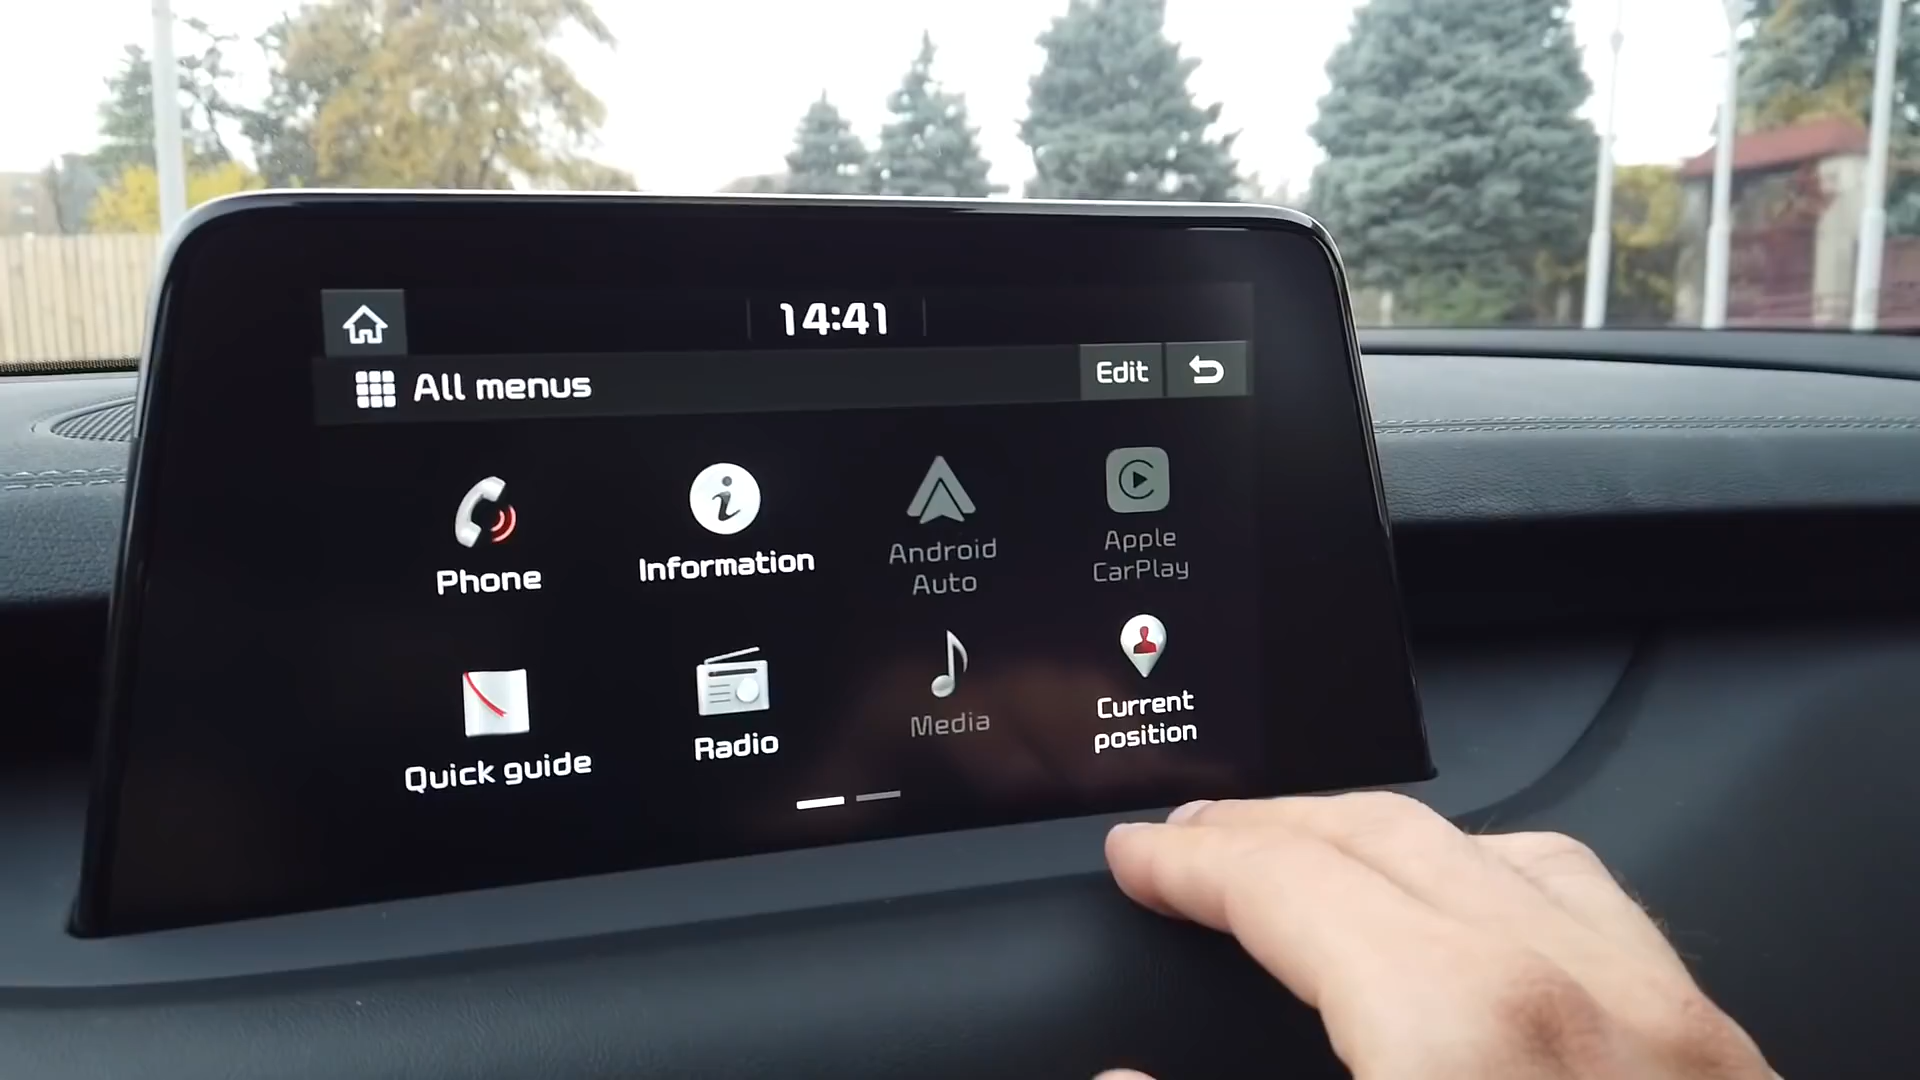 14:41
All menus
Edit
Phone
Information
Android
Auto
Apple
CarPlay
Quick guide
Radio
Media
Current
position